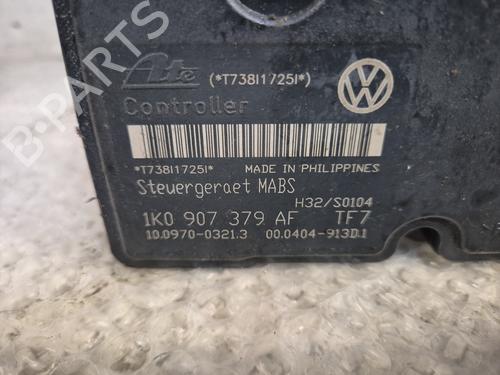 Ate (*T738I1725I*)
Controller
*T738I1725I* MADE IN PHILIPPINES
Steuergeraet MABS
H32/S0104
1K0 907 379 AF TF7
10.0970-0321.3 00.0404-913D.1
B-PARTS